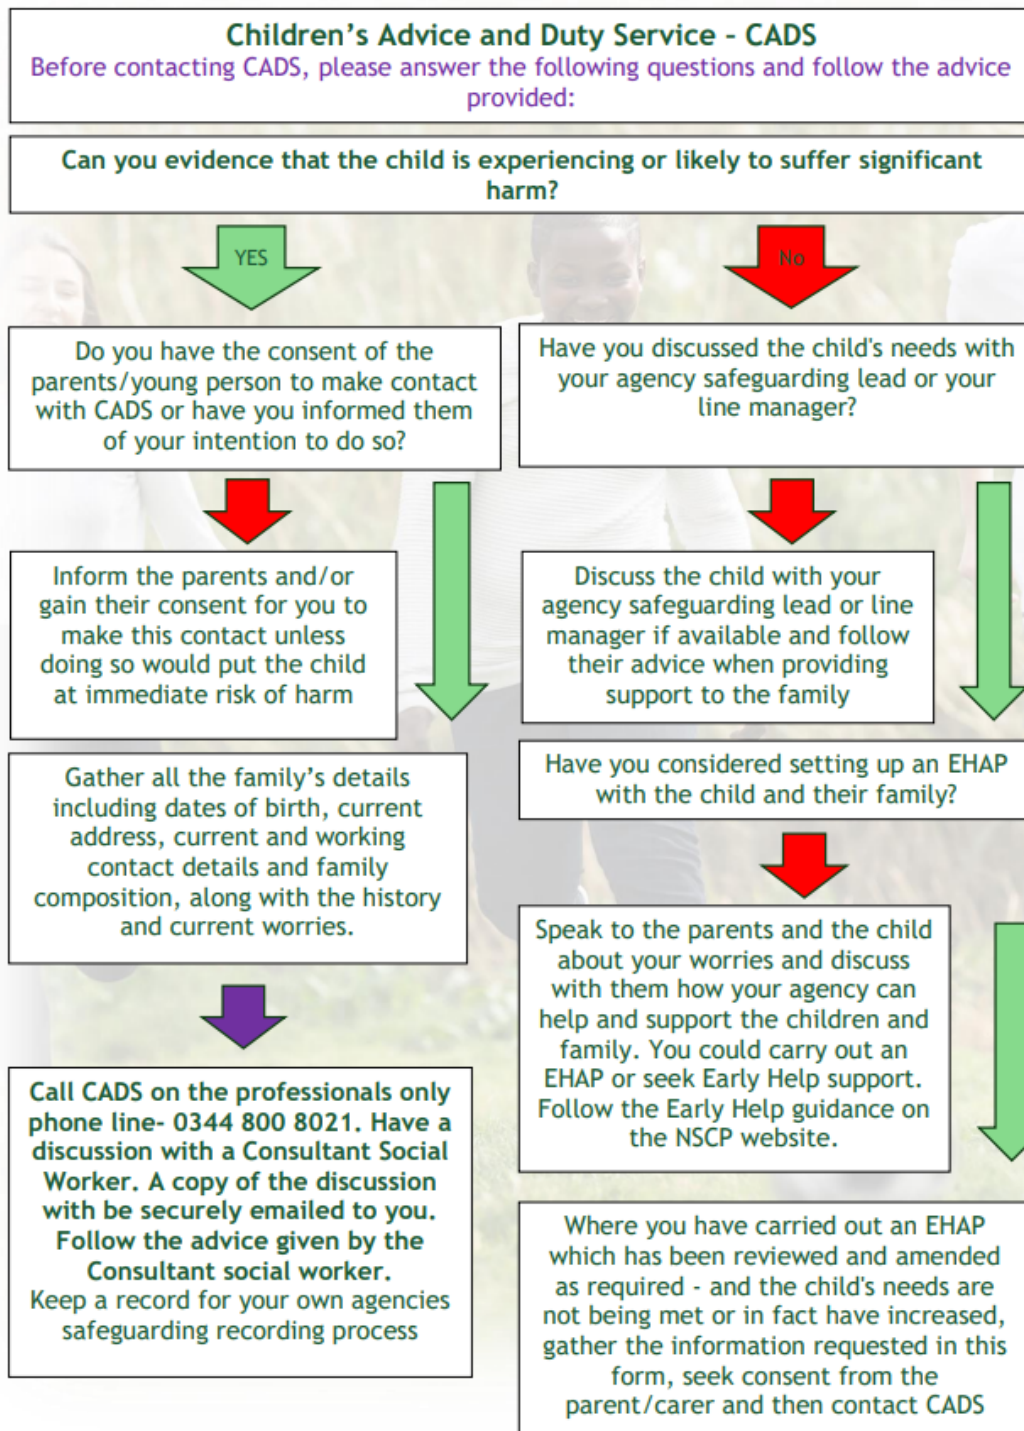 Children's Advice and Duty Service - CADS
Before contacting CADS, please answer the following questions and follow the advice
provided:
Can you evidence that the child is experiencing or likely to suffer significant
harm?
YES
No
Do you have the consent of the
parents/young person to make contact
with CADS or have you informed them
of your intention to do so?
Have you discussed the child's needs with
your agency safeguarding lead or your
line manager?
Inform the parents and/or
gain their consent for you to
make this contact unless
doing so would put the child
at immediate risk of harm
Discuss the child with your
agency safeguarding lead or line
manager if available and follow
their advice when providing
support to the family
Gather all the family's details
including dates of birth, current
address, current and working
contact details and family
composition, along with the history
and current worries.
Have you considered setting up an EHAP
with the child and their family?
Speak to the parents and the child
about your worries and discuss
with them how your agency can
help and support the children and
family. You could carry out an
EHAP or seek Early Help support.
Follow the Early Help guidance on
the NSCP website.
Call CADS on the professionals only
phone line- 0344 800 8021. Have a
discussion with a Consultant Social
Worker. A copy of the discussion
with be securely emailed to you.
Follow the advice given by the
Consultant social worker.
Keep a record for your own agencies
safeguarding recording process
Where you have carried out an EHAP
which has been reviewed and amended
as required - and the child's needs are
not being met or in fact have increased,
gather the information requested in this
form, seek consent from the
parent/carer and then contact CADS